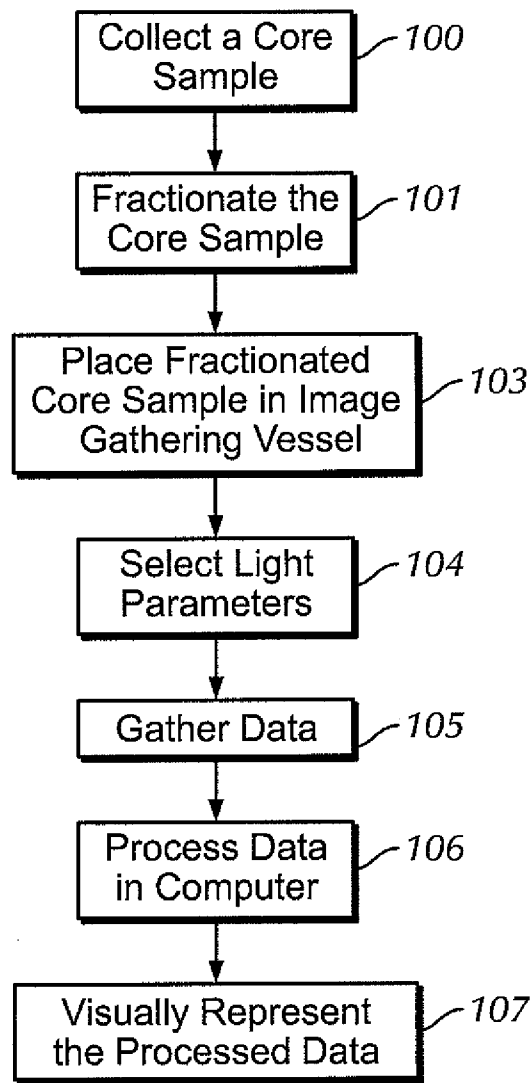 Collect a Core
Sample
100
Fractionate the
Core Sample
101
Place Fractionated
Core Sample in Image
Gathering Vessel
103
Select Light
Parameters
104
Gather Data
105
Process Data
in Computer
106
Visually Represent
the Processed Data
107